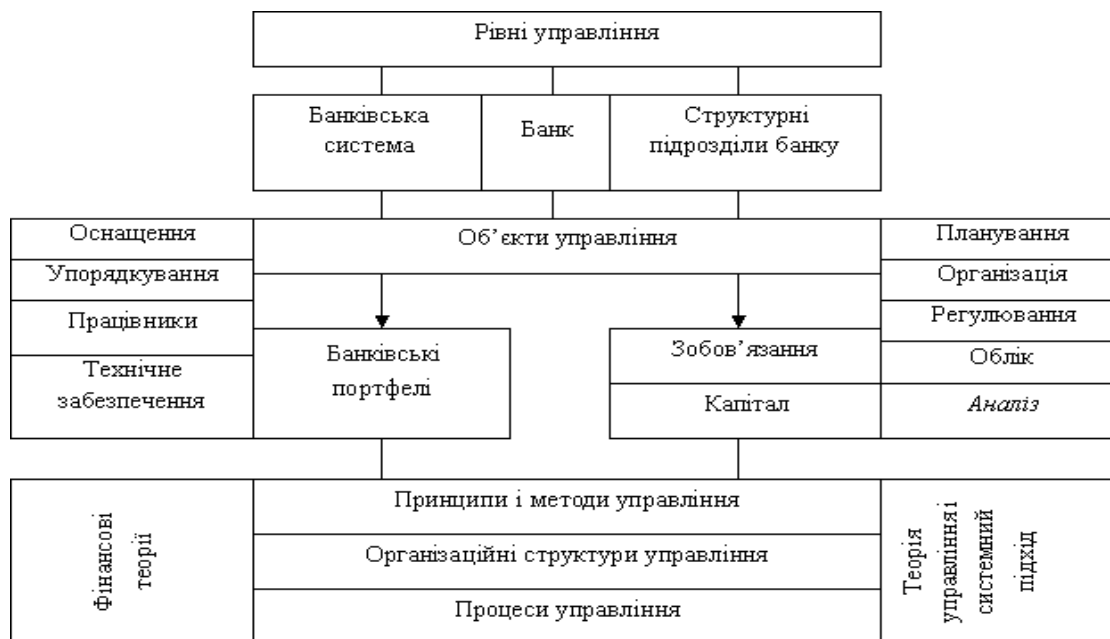 Рівні управління
Банківська
система
Банк
Структурні
підрозділи банку
Оснащення
Упорядкування
Працівники
Технічне
забезпечення
Об’єкти управління
Банківські
портфелі
Зобов’язання
Капітал
Планування
Організація
Регулювання
Облік
Аналіз
Фінансові
теорії
Принципи і методи управління
Організаційні структури управління
Процеси управління
Теорія
управління і
системний
підхід